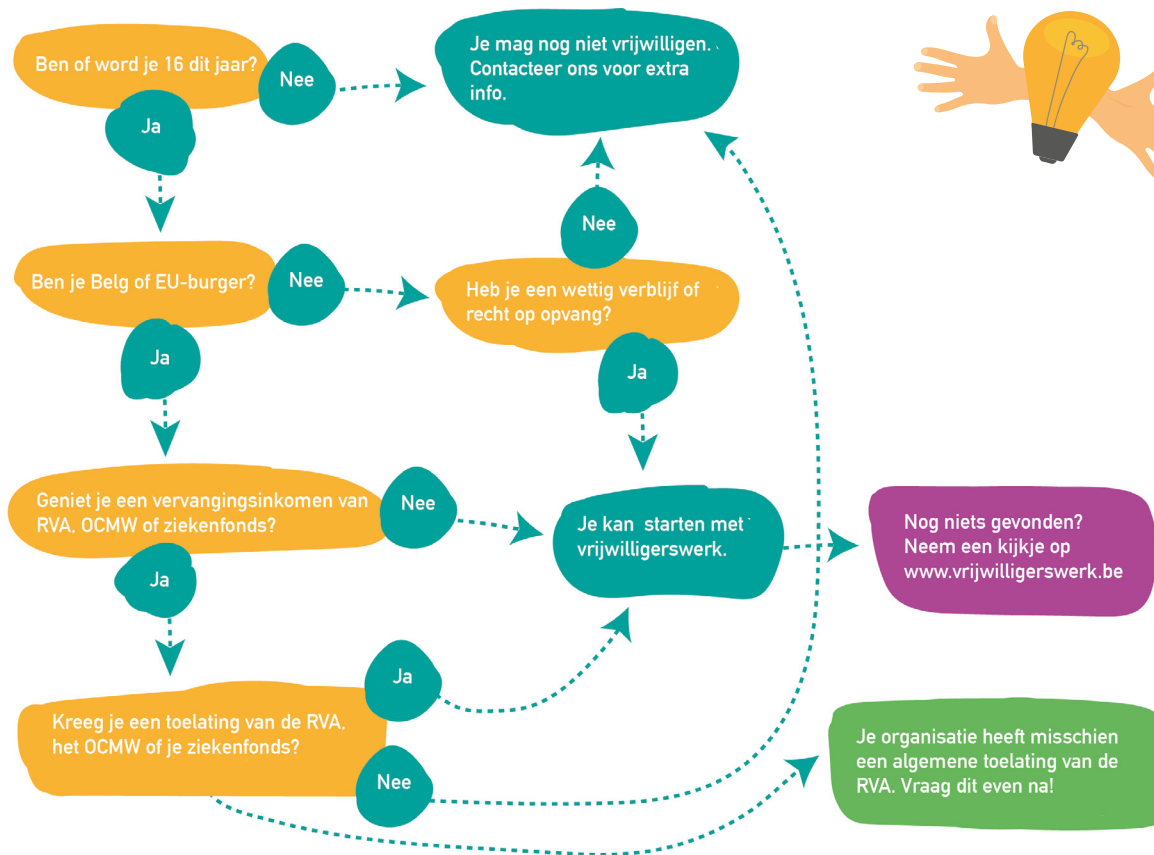 Ben of word je 16 dit jaar?
Nee
Ja
Je mag nog niet vrijwilligen.
Contacteer ons voor extra
info.
Ben je Belg of EU-burger?
Nee
Ja
Nee
Heb je een wettig verblijf of
recht op opvang?
Ja
Geniet je een vervangingsinkomen van
RVA, OCMW of ziekenfonds?
Nee
Ja
Je kan starten met
vrijwilligerswerk.
Nog niets gevonden?
Neem een kijkje op
www.vrijwilligerswerk.be
Kreeg je een toelating van de RVA,
het OCMW of je ziekenfonds?
Ja
Nee
Je organisatie heeft misschien
een algemene toelating van de
RVA. Vraag dit even na!